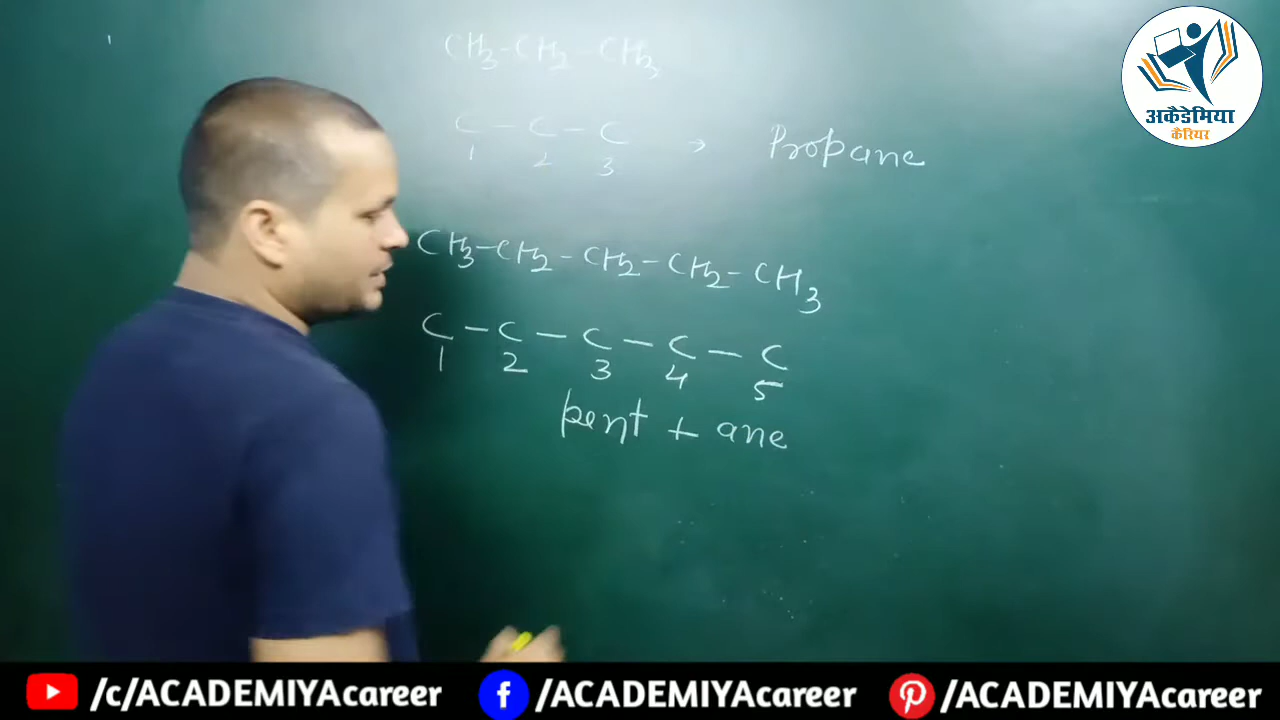 CH3-CH2-CH3
C-C-C
1 2 3 → Propane
CH3-CH2-CH2-CH2-CH3
C-C-C-C-C
1 2 3 4 5
pent + ane
अकैडेमिया
कैरियर
/c/ACADEMIYAcareer
/ACADEMIYAcareer
/ACADEMIYAcareer